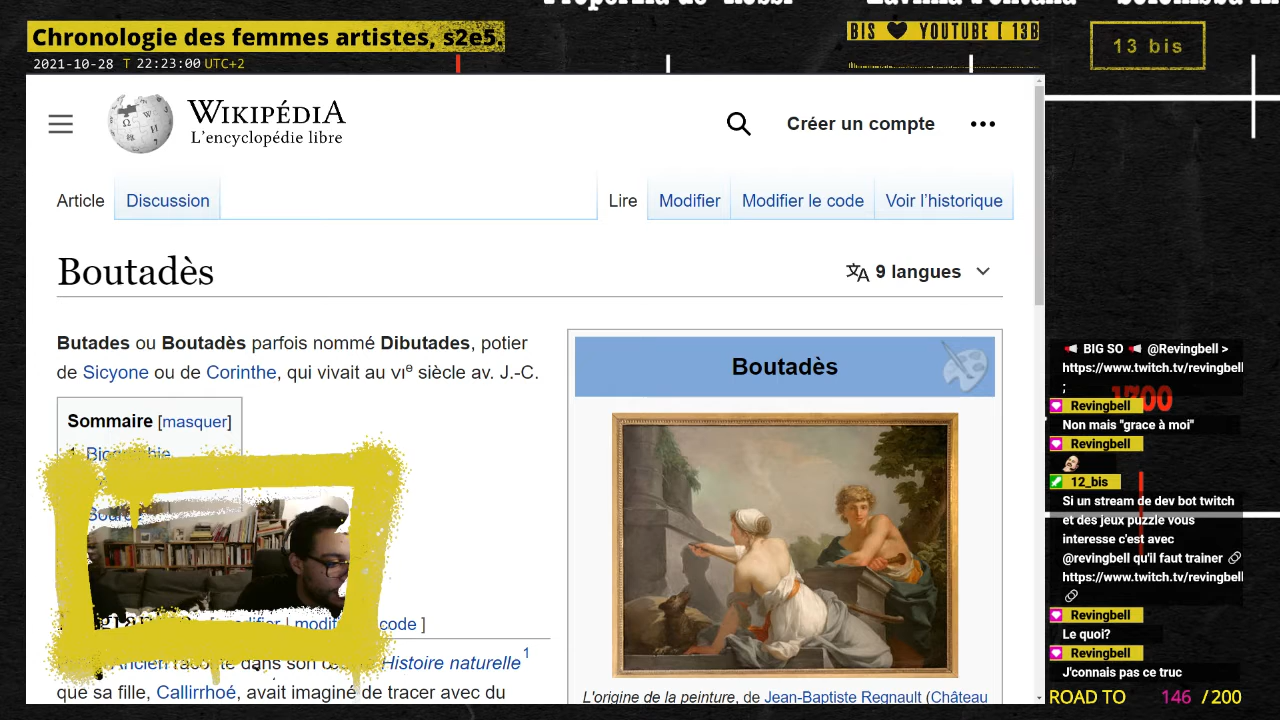 Chronologie des femmes artistes, s2e5
2021-10-28 T 22:23:00 UTC+2
BIS YOUTUBE [ 13B
13 bis
WIKIPÉDIA
L'encyclopédie libre
Créer un compte
Article
Discussion
Lire
Modifier
Modifier le code
Voir l'historique
Boutadès
9 langues
Butades ou Boutadès parfois nommé Dibutades, potier
de Sicyone ou de Corinthe, qui vivait au VIe siècle av. J.-C.
Sommaire [masquer]
Biographie
code ]
dans son
Histoire naturelle1
que sa fille, Callirrhoé, avait imaginé de tracer avec du
Boutadès
L'origine de la peinture, de Jean-Baptiste Regnault (Château
BIG SO @Revingbell >
https://www.twitch.tv/revingbell
;
Revingbell
Non mais "grace à moi"
Revingbell
12_bis
Si un stream de dev bot twitch
et des jeux puzzle vous
interesse c'est avec
@revingbell qu'il faut trainer
https://www.twitch.tv/revingbell
Revingbell
Le quoi?
Revingbell
J'connais pas ce truc
ROAD TO 146 / 200